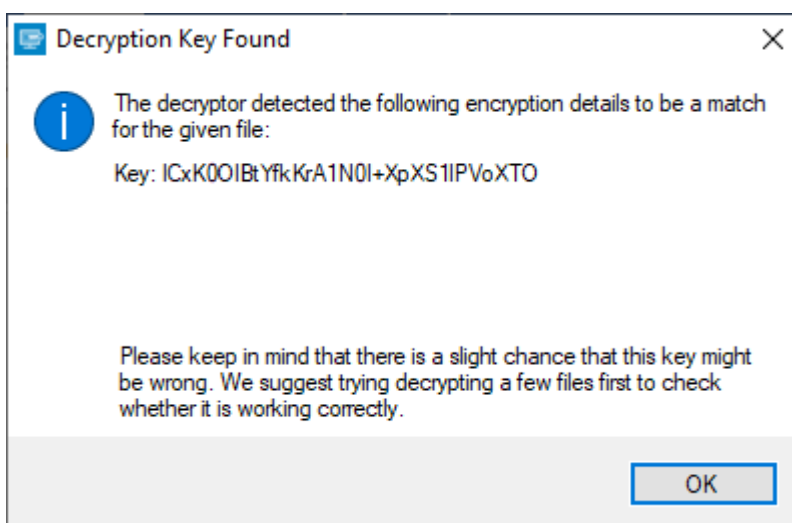 Decryption Key Found
The decryptor detected the following encryption details to be a match
for the given file:
Key: ICxK0OIBtYfkKrA1N0I+XpXS1IPVoXTO
Please keep in mind that there is a slight chance that this key might
be wrong. We suggest trying decrypting a few files first to check
whether it is working correctly.
OK